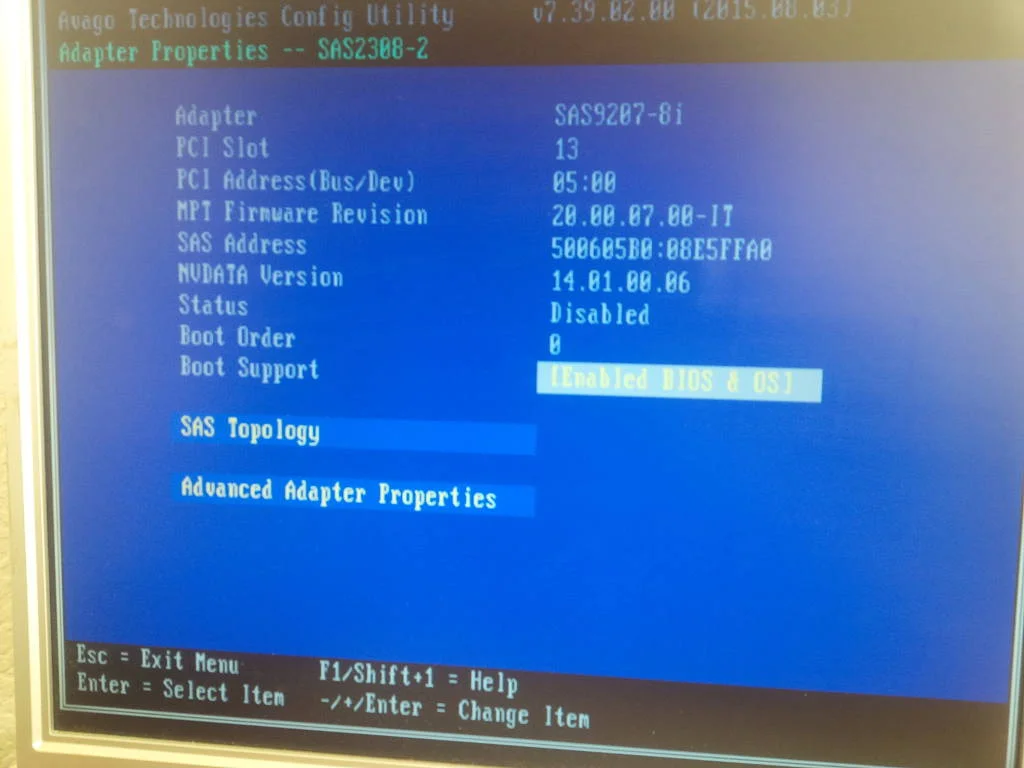 Avago Technologies Config Utility v7.39.02.00 (2015.08.03)
Adapter Properties -- SAS2308-2
Adapter SAS9207-8i
PCI Slot 13
PCI Address(Bus/Dev) 05:00
MPT Firmware Revision 20.00.07.00-IT
SAS Address 500605B0:08E5FFA0
NVDATA Version 14.01.00.06
Status Disabled
Boot Order 0
Boot Support [Enabled BIOS & OS]
SAS Topology
Advanced Adapter Properties
Esc = Exit Menu F1/Shift+1 = Help
Enter = Select Item -/+/Enter = Change Item